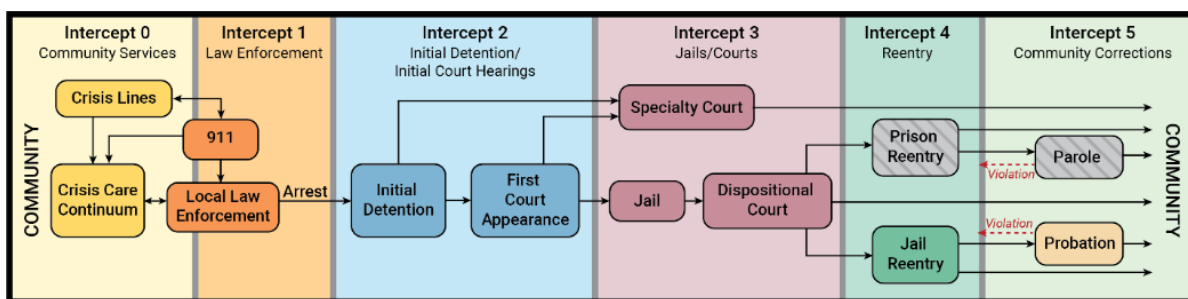 Intercept 0
Community Services
Intercept 1
Law Enforcement
Intercept 2
Initial Detention/
Initial Court Hearings
Intercept 3
Jails/Courts
Intercept 4
Reentry
Intercept 5
Community Corrections
COMMUNITY
Crisis Lines
911
Crisis Care
Continuum
Local Law
Enforcement
Arrest
Initial
Detention
First
Court
Appearance
Specialty Court
Jail
Dispositional
Court
Prison
Reentry
Violation
Parole
Violation
Jail
Reentry
Probation
COMMUNITY